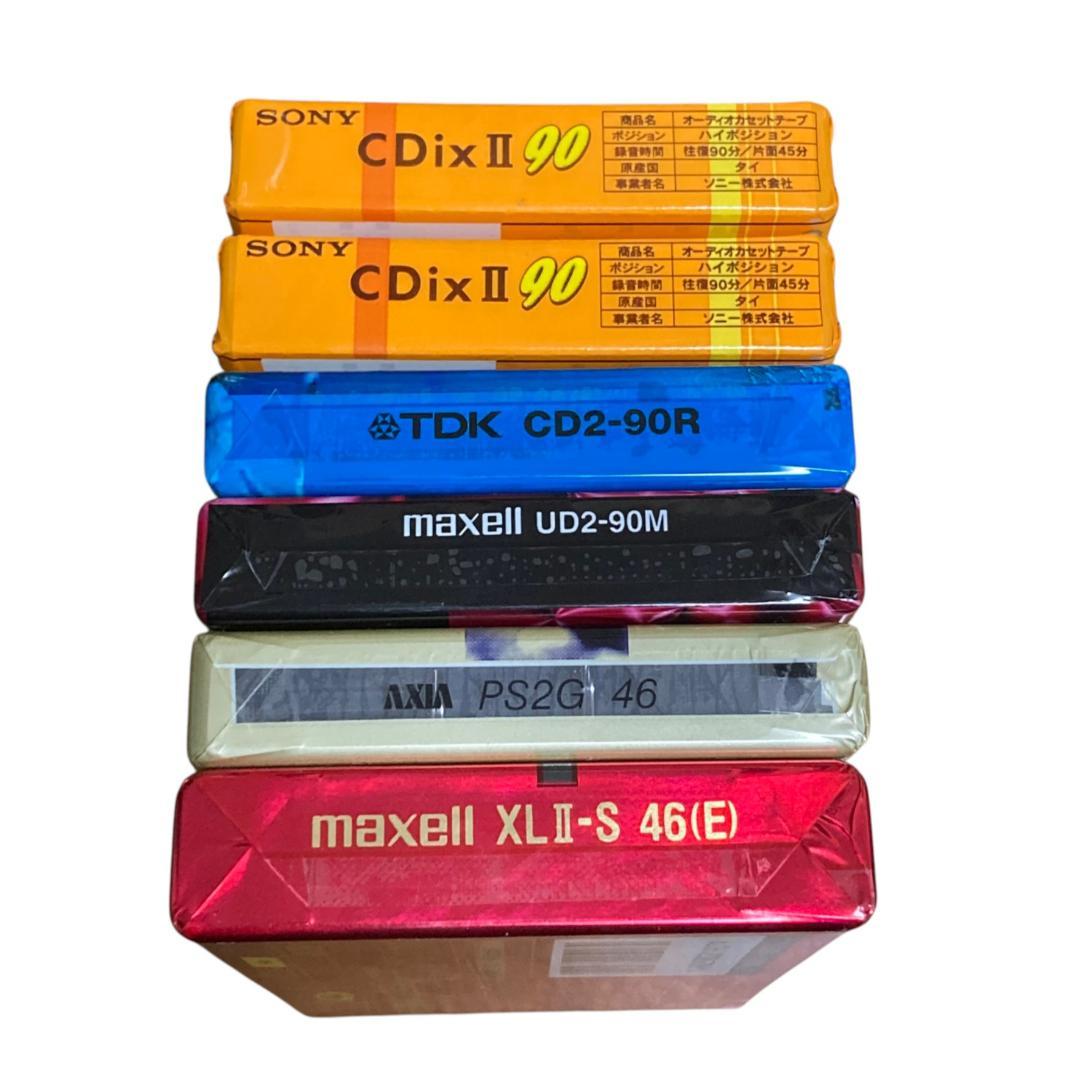 SONY
CDixⅡ90
商品名 オーディオカセットテープ
ポジション ハイポジション
録音時間 往復90分／片面45分
原産国 タイ
事業者名 ソニー株式会社
SONY
CDixⅡ90
商品名 オーディオカセットテープ
ポジション ハイポジション
録音時間 往復90分／片面45分
原産国 タイ
事業者名 ソニー株式会社
TDK CD2-90R
maxell UD2-90M
AXIA PS2G 46
maxell XLⅡ-S 46(E)